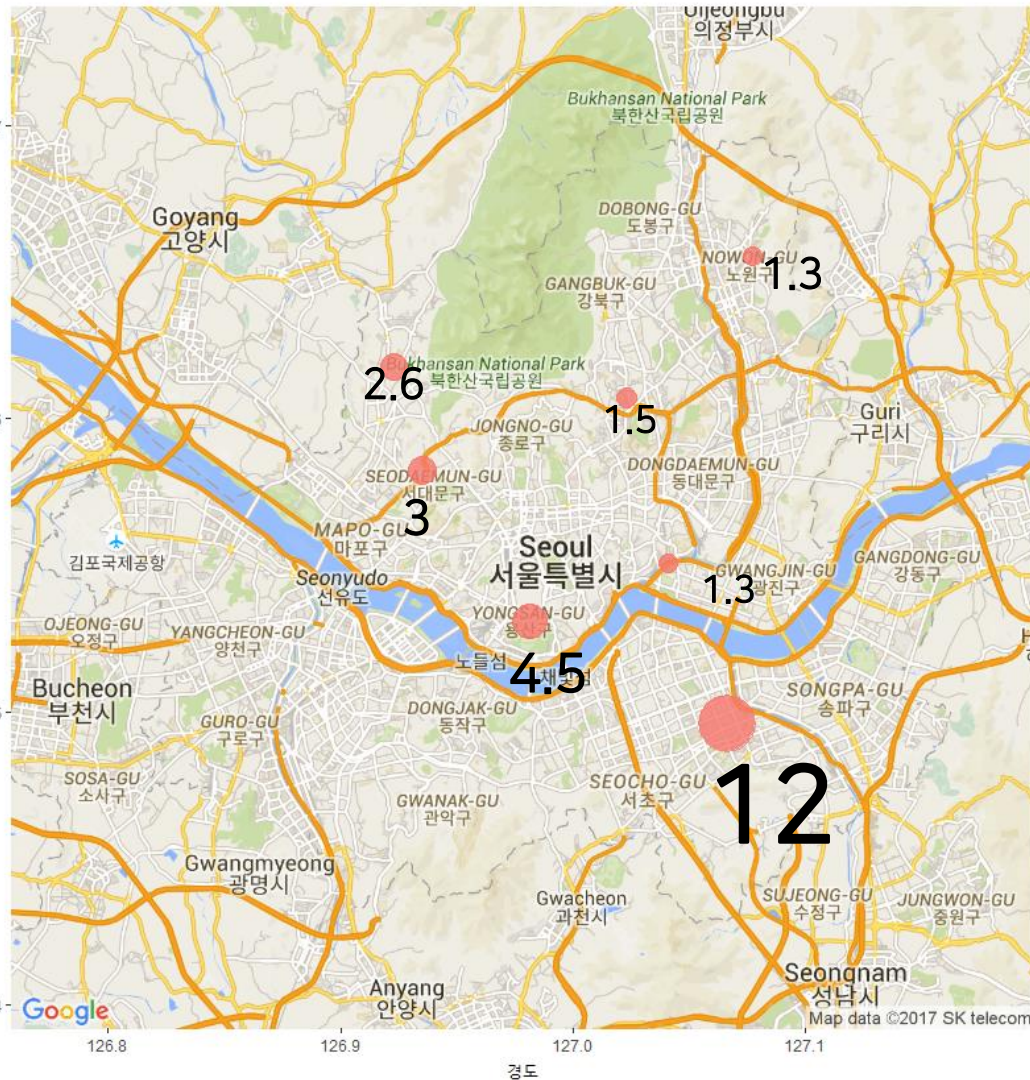 의정부시
Bukhansan National Park
북한산국립공원
Goyang
고양시
DOBONG-GU
도봉구
NOWON-GU
노원구
1.3
GANGBUK-GU
강북구
Bukhansan National Park
북한산국립공원
2.6
1.5
Guri
구리시
JONGNO-GU
종로구
SEODAEMUN-GU
서대문구
DONGDAEMUN-GU
동대문구
3
MAPO-GU
마포구
김포국제공항
Seoul
서울특별시
Seonyudo
선유도
GWANGJIN-GU
광진구
1.3
GANGDONG-GU
강동구
YONGSAN-GU
용산구
OJEONG-GU
오정구
YANGCHEON-GU
양천구
노들섬
4.5
Bucheon
부천시
DONGJAK-GU
동작구
SONGPA-GU
송파구
GURO-GU
구로구
SOSA-GU
소사구
SEOCHO-GU
서초구
12
GWANAK-GU
관악구
Gwangmyeong
광명시
Gwacheon
과천시
SUJEONG-GU
수정구
JUNGWON-GU
중원구
Anyang
안양시
Seongnam
성남시
Google
Map data ©2017 SK telecom
126.8
126.9
127.0
127.1
경도